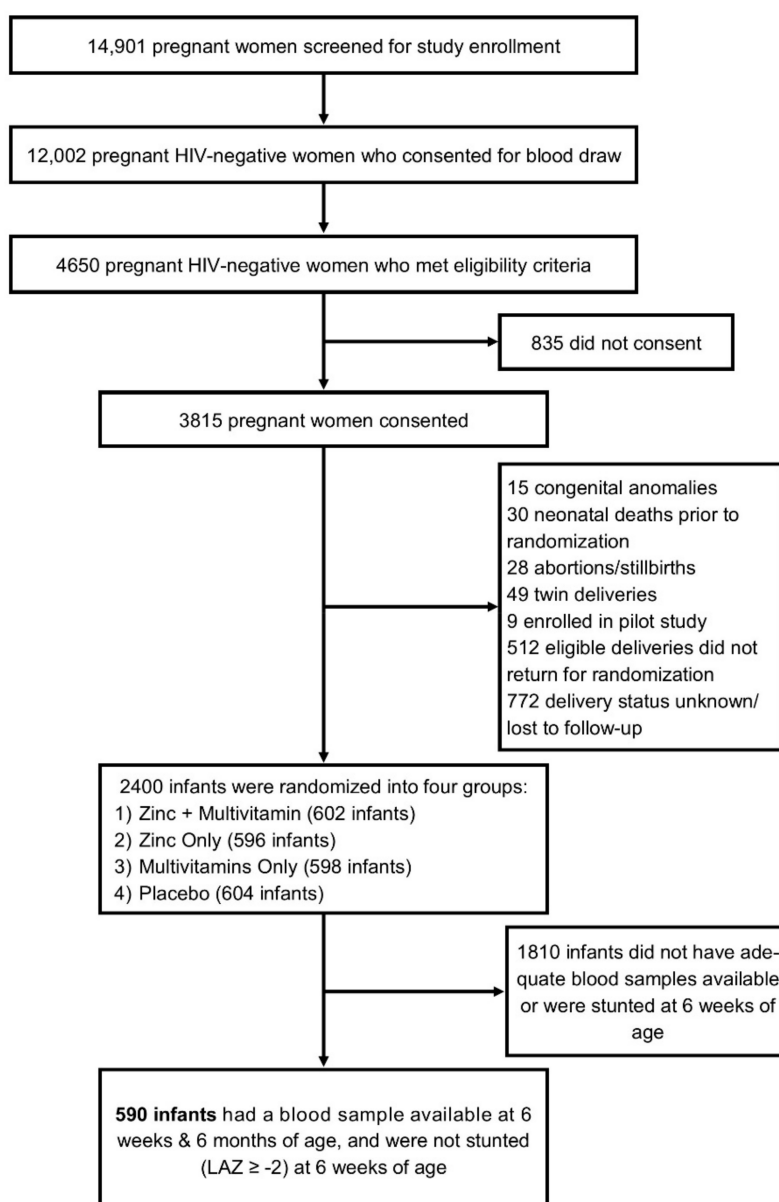 14,901 pregnant women screened for study enrollment
12,002 pregnant HIV-negative women who consented for blood draw
4650 pregnant HIV-negative women who met eligibility criteria
835 did not consent
3815 pregnant women consented
15 congenital anomalies
30 neonatal deaths prior to
randomization
28 abortions/stillbirths
49 twin deliveries
9 enrolled in pilot study
512 eligible deliveries did not
return for randomization
772 delivery status unknown/
lost to follow-up
2400 infants were randomized into four groups:
1) Zinc + Multivitamin (602 infants)
2) Zinc Only (596 infants)
3) Multivitamins Only (598 infants)
4) Placebo (604 infants)
1810 infants did not have ade-
quate blood samples available
or were stunted at 6 weeks of
age
590 infants had a blood sample available at 6
weeks & 6 months of age, and were not stunted
(LAZ ≥ -2) at 6 weeks of age